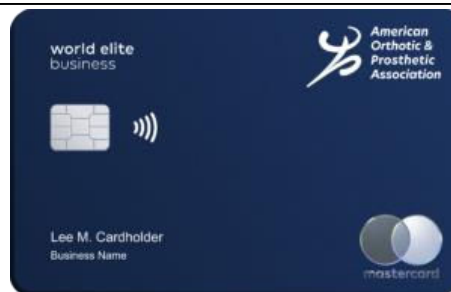 world elite
business
American
Orthotic &
Prosthetic
Association
Lee M. Cardholder
Business Name
mastercard